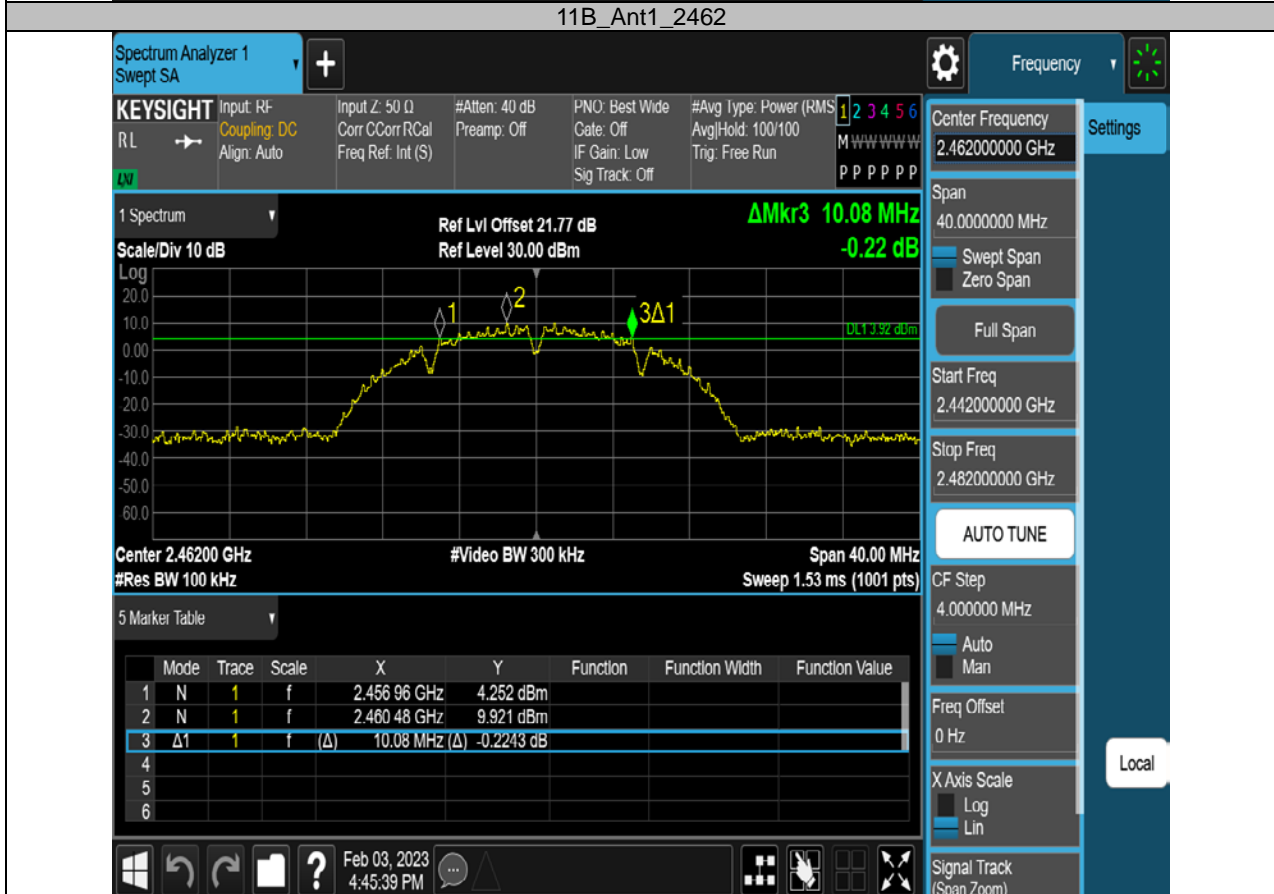 11B_Ant1_2462
Spectrum Analyzer 1
Swept SA
+
Frequency
KEYSIGHT
RL
LXI
Input: RF
Coupling: DC
Align: Auto
Input Z: 50 Ω
Corr CCorr RCal
Freq Ref: Int (S)
#Atten: 40 dB
Preamp: Off
PNO: Best Wide
Gate: Off
IF Gain: Low
Sig Track: Off
#Avg Type: Power (RMS
Avg|Hold: 100/100
Trig: Free Run
1 2 3 4 5 6
M W W W W W
P P P P P P
1 Spectrum
Scale/Div 10 dB
Ref Lvl Offset 21.77 dB
Ref Level 30.00 dBm
ΔMkr3 10.08 MHz
-0.22 dB
Log
20.0
10.0
0.00
-10.0
-20.0
-30.0
-40.0
-50.0
-60.0
1
2
3Δ1
DL1 3.92 dBm
Center 2.46200 GHz
#Video BW 300 kHz
Span 40.00 MHz
#Res BW 100 kHz
Sweep 1.53 ms (1001 pts)
5 Marker Table
Mode Trace Scale X Y Function Function Width Function Value
1 N 1 f 2.456 96 GHz 4.252 dBm
2 N 1 f 2.460 48 GHz 9.921 dBm
3 Δ1 1 f (Δ) 10.08 MHz (Δ) -0.2243 dB
4
5
6
Center Frequency
2.462000000 GHz
Settings
Span
40.0000000 MHz
Swept Span
Zero Span
Full Span
Start Freq
2.442000000 GHz
Stop Freq
2.482000000 GHz
AUTO TUNE
CF Step
4.000000 MHz
Auto
Man
Freq Offset
0 Hz
X Axis Scale
Log
Lin
Local
Signal Track
(Span Zoom)
?
Feb 03, 2023
4:45:39 PM